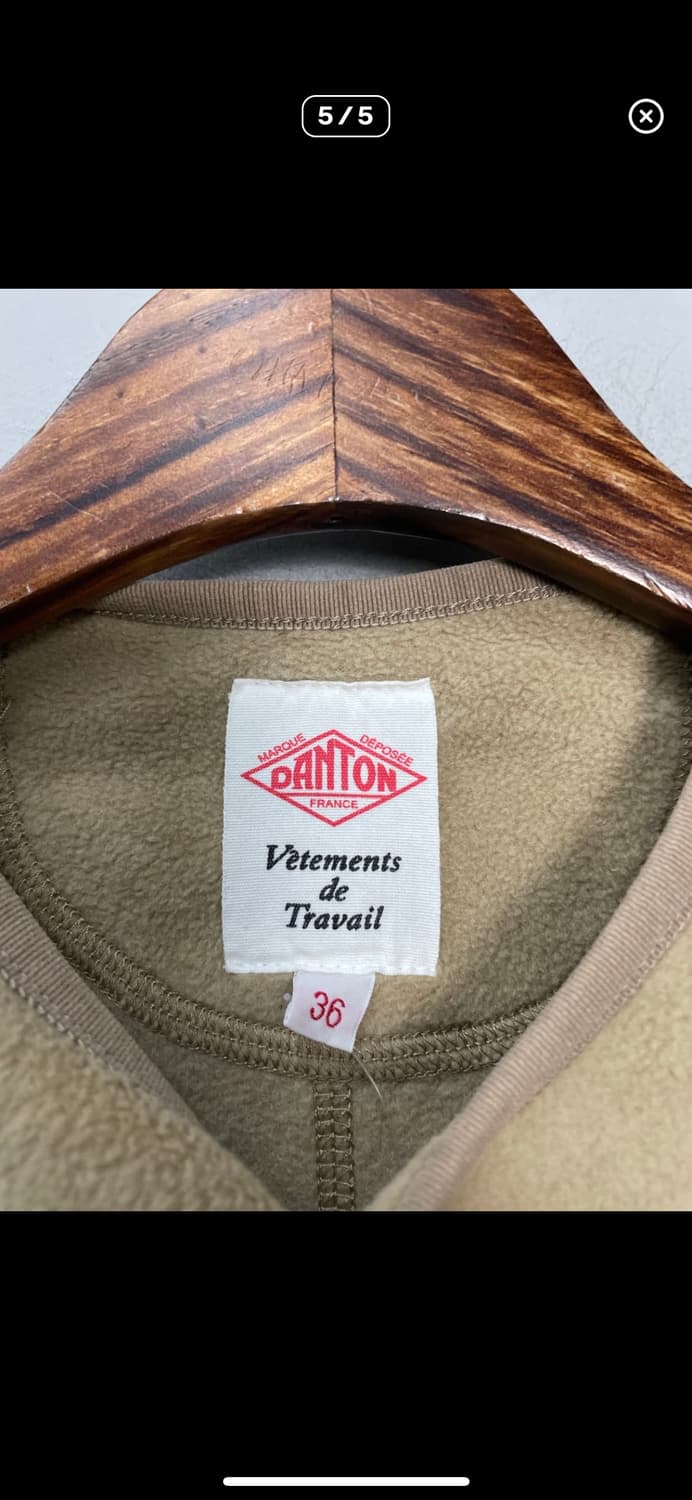 5/5
MARQUE DÉPOSÉE
DANTON
FRANCE
Vêtements
de
Travail
36